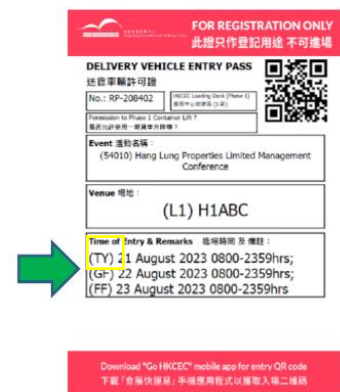 FOR REGISTRATION ONLY
此證只作登記用途 不可進場
DELIVERY VEHICLE ENTRY PASS
送貨車輛許可證
No.: RP-208402
HKCEC Loading Dock (Phase 1)
Permission to Phase 1 Container Lift ?
Event 活動名稱 :
(54010) Hang Lung Properties Limited Management
Conference
Venue 場地 :
(L1) H1ABC
Time of Entry & Remarks 進場時間 及 備註 :
(TY) 21 August 2023 0800-2359hrs;
(GF) 22 August 2023 0800-2359hrs;
(FF) 23 August 2023 0800-2359hrs
Download "Go HKCEC" mobile app for entry QR code
下載「會展快運易」手機應用程式以獲取入場二維碼